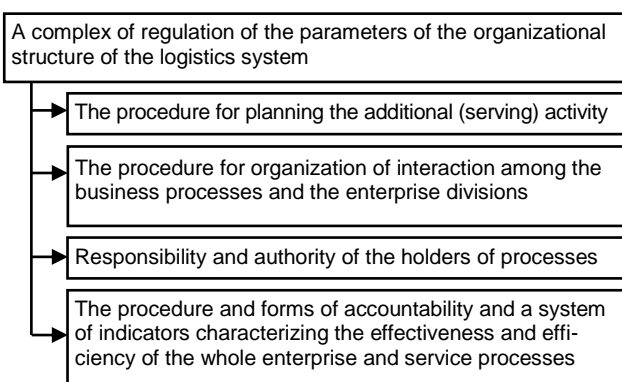 A complex of regulation of the parameters of the organizational
structure of the logistics system
The procedure for planning the additional (serving) activity
The procedure for organization of interaction among the
business processes and the enterprise divisions
Responsibility and authority of the holders of processes
The procedure and forms of accountability and a system
of indicators characterizing the effectiveness and effi-
ciency of the whole enterprise and service processes